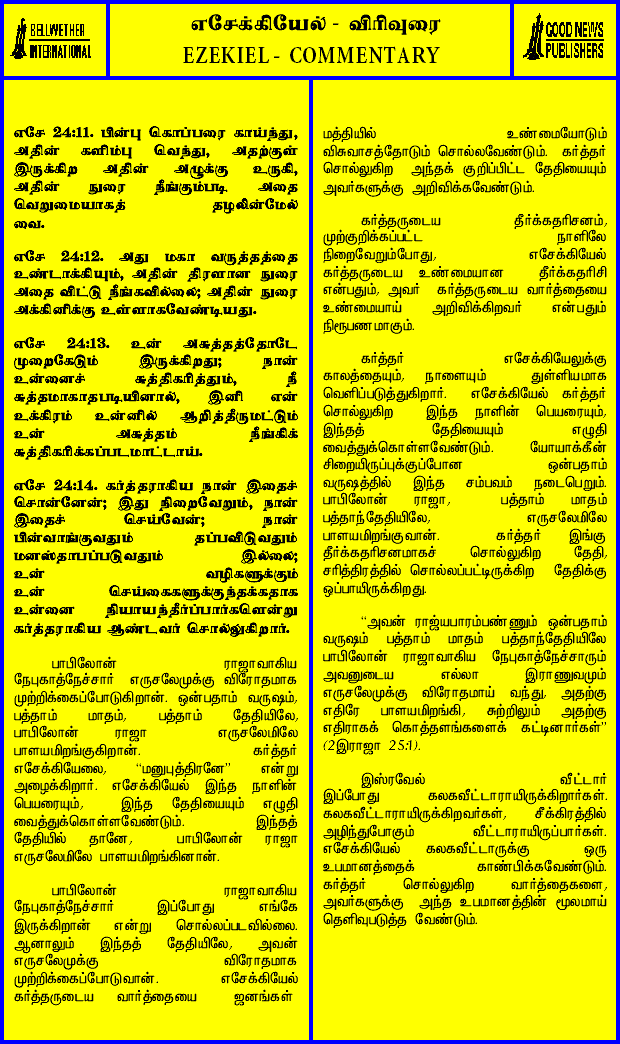 BELLWETHER
INTERNATIONAL
எசேக்கியேல் - விரிவுரை
EZEKIEL - COMMENTARY
GOOD NEWS
PUBLISHERS
எசே 24:11. பின்பு கொப்பரை காய்ந்து,
அதின் களிம்பு வெந்து, அதற்குள்
இருக்கிற அதின் அழுக்கு உருகி,
அதின் நுரை நீங்கும்படி அதை
வெறுமையாகத் தழலின்மேல்
வை.
எசே 24:12. அது மகா வருத்தத்தை
உண்டாக்கியும், அதின் திரளான நுரை
அதை விட்டு நீங்கவில்லை; அதின் நுரை
அக்கினிக்கு உள்ளாகவேண்டியது.
எசே 24:13. உன் அசுத்தத்தோடே
முறைகேடும் இருக்கிறது; நான்
உன்னைச் சுத்திகரித்தும், நீ
சுத்தமாகாதபடியினால், இனி என்
உக்கிரம் உன்னில் ஆறித்தீருமட்டும்
உன் அசுத்தம் நீங்கிக்
சுத்திகரிக்கப்படமாட்டாய்.
எசே 24:14. கர்த்தராகிய நான் இதைச்
சொன்னேன்; இது நிறைவேறும், நான்
இதைச் செய்வேன்; நான்
பின்வாங்குவதும் தப்பவிடுவதும்
மனஸ்தாபப்படுவதும் இல்லை;
உன் வழிகளுக்கும்
உன் செய்கைகளுக்குந்தக்கதாக
உன்னை நியாயந்தீர்ப்பார்களென்று
கர்த்தராகிய ஆண்டவர் சொல்லுகிறார்.
பாபிலோன் ராஜாவாகிய
நேபுகாத்நேச்சார் எருசலேமுக்கு விரோதமாக
முற்றிக்கைப்போடுகிறான். ஒன்பதாம் வருஷம்,
பத்தாம் மாதம், பத்தாம் தேதியிலே,
பாபிலோன் ராஜா எருசலேமிலே
பாளயமிறங்குகிறான். கர்த்தர்
எசேக்கியேலை, “மனுபுத்திரனே” என்று
அழைக்கிறார். எசேக்கியேல் இந்த நாளின்
பெயரையும், இந்த தேதியையும் எழுதி
வைத்துக்கொள்ளவேண்டும். இந்தத்
தேதியில் தானே, பாபிலோன் ராஜா
எருசலேமிலே பாளயமிறங்கினான்.
பாபிலோன் ராஜாவாகிய
நேபுகாத்நேச்சார் இப்போது எங்கே
இருக்கிறான் என்று சொல்லப்படவில்லை.
ஆனாலும் இந்தத் தேதியிலே, அவன்
எருசலேமுக்கு விரோதமாக
முற்றிக்கைப்போடுவான். எசேக்கியேல்
கர்த்தருடைய வார்த்தையை ஜனங்கள்
மத்தியில் உண்மையோடும்
விசுவாசத்தோடும் சொல்லவேண்டும். கர்த்தர்
சொல்லுகிற அந்தக் குறிப்பிட்ட தேதியையும்
அவர்களுக்கு அறிவிக்கவேண்டும்.
கர்த்தருடைய தீர்க்கதரிசனம்,
முற்குறிக்கப்பட்ட நாளிலே
நிறைவேறும்போது, எசேக்கியேல்
கர்த்தருடைய உண்மையான தீர்க்கதரிசி
என்பதும், அவர் கர்த்தருடைய வார்த்தையை
உண்மையாய் அறிவிக்கிறவர் என்பதும்
நிரூபணமாகும்.
கர்த்தர் எசேக்கியேலுக்கு
காலத்தையும், நாளையும் துள்ளியமாக
வெளிப்படுத்துகிறார். எசேக்கியேல் கர்த்தர்
சொல்லுகிற இந்த நாளின் பெயரையும்,
இந்தத் தேதியையும் எழுதி
வைத்துக்கொள்ளவேண்டும். யோயாக்கீன்
சிறையிருப்புக்குப்போன ஒன்பதாம்
வருஷத்தில் இந்த சம்பவம் நடைபெறும்.
பாபிலோன் ராஜா, பத்தாம் மாதம்
பத்தாந்தேதியிலே, எருசலேமிலே
பாளயமிறங்குவான். கர்த்தர் இங்கு
தீர்க்கதரிசனமாகச் சொல்லுகிற தேதி,
சரித்திரத்தில் சொல்லப்பட்டிருக்கிற தேதிக்கு
ஒப்பாயிருக்கிறது.
“அவன் ராஜ்யபாரம்பண்ணும் ஒன்பதாம்
வருஷம் பத்தாம் மாதம் பத்தாந்தேதியிலே
பாபிலோன் ராஜாவாகிய நேபுகாத்நேச்சாரும்
அவனுடைய எல்லா இராணுவமும்
எருசலேமுக்கு விரோதமாய் வந்து, அதற்கு
எதிரே பாளயமிறங்கி, சுற்றிலும் அதற்கு
எதிராகக் கொத்தளங்களைக் கட்டினார்கள்”
(2இராஜா 25:1).
இஸ்ரவேல் வீட்டார்
இப்போது கலகவீட்டாராயிருக்கிறார்கள்.
கலகவீட்டாராயிருக்கிறவர்கள், சீக்கிரத்தில்
அழிந்துபோகும் வீட்டாராயிருப்பார்கள்.
எசேக்கியேல் கலகவீட்டாருக்கு ஒரு
உபமானத்தைக் காண்பிக்கவேண்டும்.
கர்த்தர் சொல்லுகிற வார்த்தைகளை,
அவர்களுக்கு அந்த உபமானத்தின் மூலமாய்
தெளிவுபடுத்த வேண்டும்.